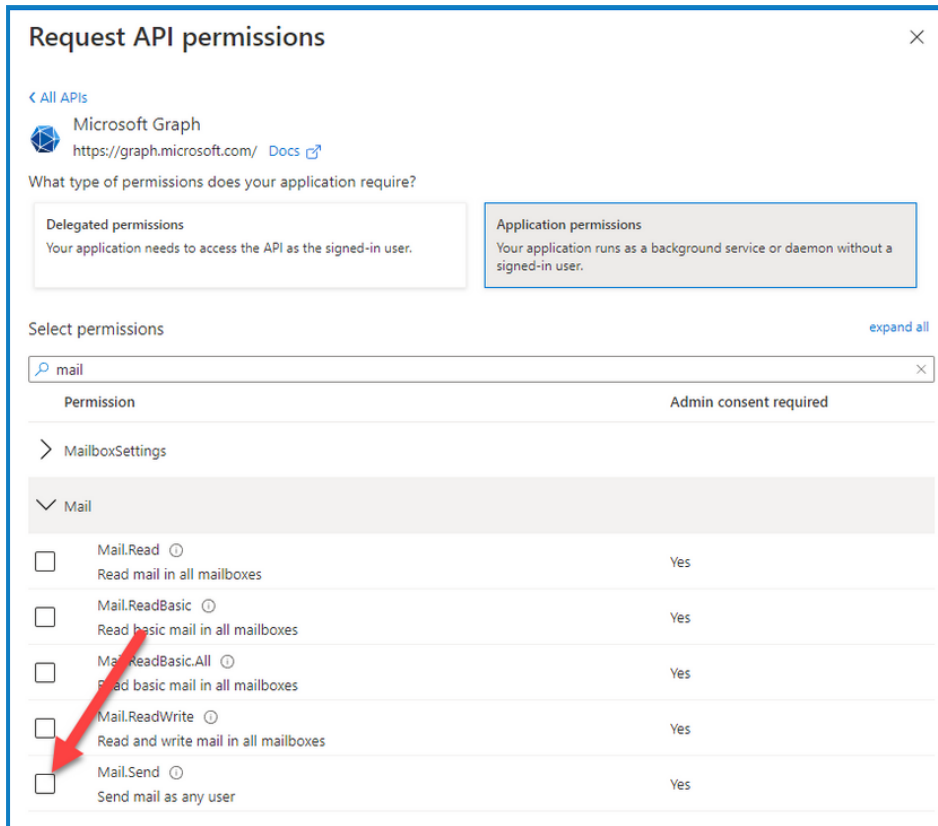 Request API permissions
All APIs
Microsoft Graph
https://graph.microsoft.com/ Docs
What type of permissions does your application require?
Delegated permissions
Your application needs to access the API as the signed-in user.
Application permissions
Your application runs as a background service or daemon without a
signed-in user.
Select permissions
expand all
mail
Permission
Admin consent required
MailboxSettings
Mail
Mail.Read
Read mail in all mailboxes
Yes
Mail.ReadBasic
Read basic mail in all mailboxes
Yes
Mail.ReadBasic.All
Read basic mail in all mailboxes
Yes
Mail.ReadWrite
Read and write mail in all mailboxes
Yes
Mail.Send
Send mail as any user
Yes